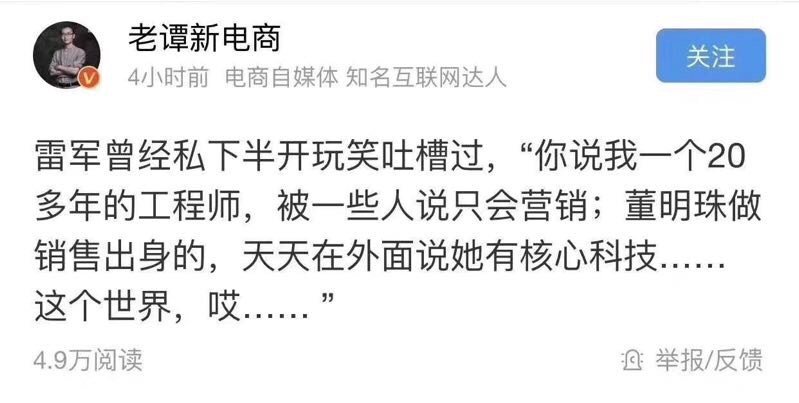 老谭新电商
4小时前 电商自媒体 知名互联网达人
关注
雷军曾经私下半开玩笑吐槽过，“你说我一个20
多年的工程师，被一些人说只会营销；董明珠做
销售出身的，天天在外面说她有核心科技……
这个世界，哎…… ”
4.9万阅读
举报/反馈